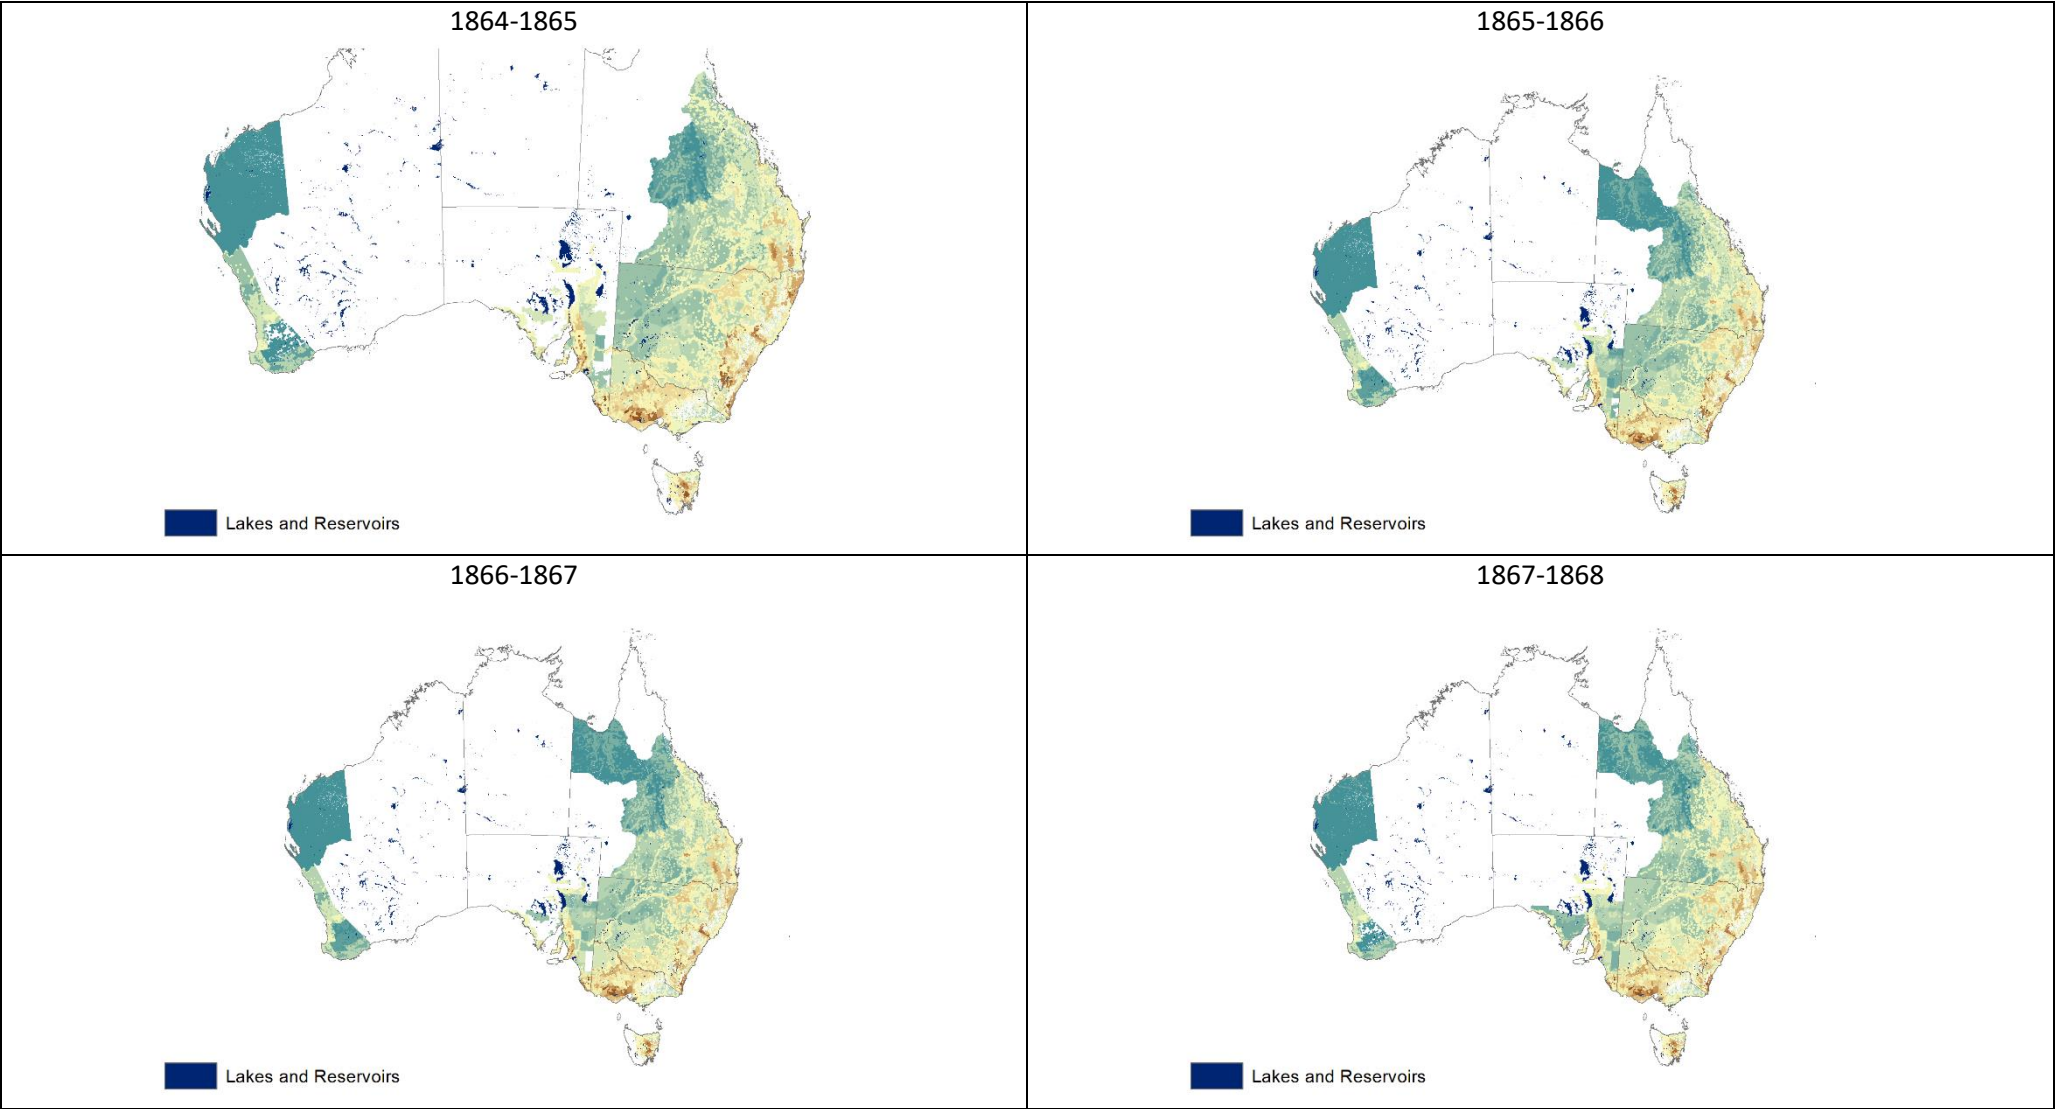 1864-1865
1865-1866
Lakes and Reservoirs
Lakes and Reservoirs
1866-1867
1867-1868
Lakes and Reservoirs
Lakes and Reservoirs